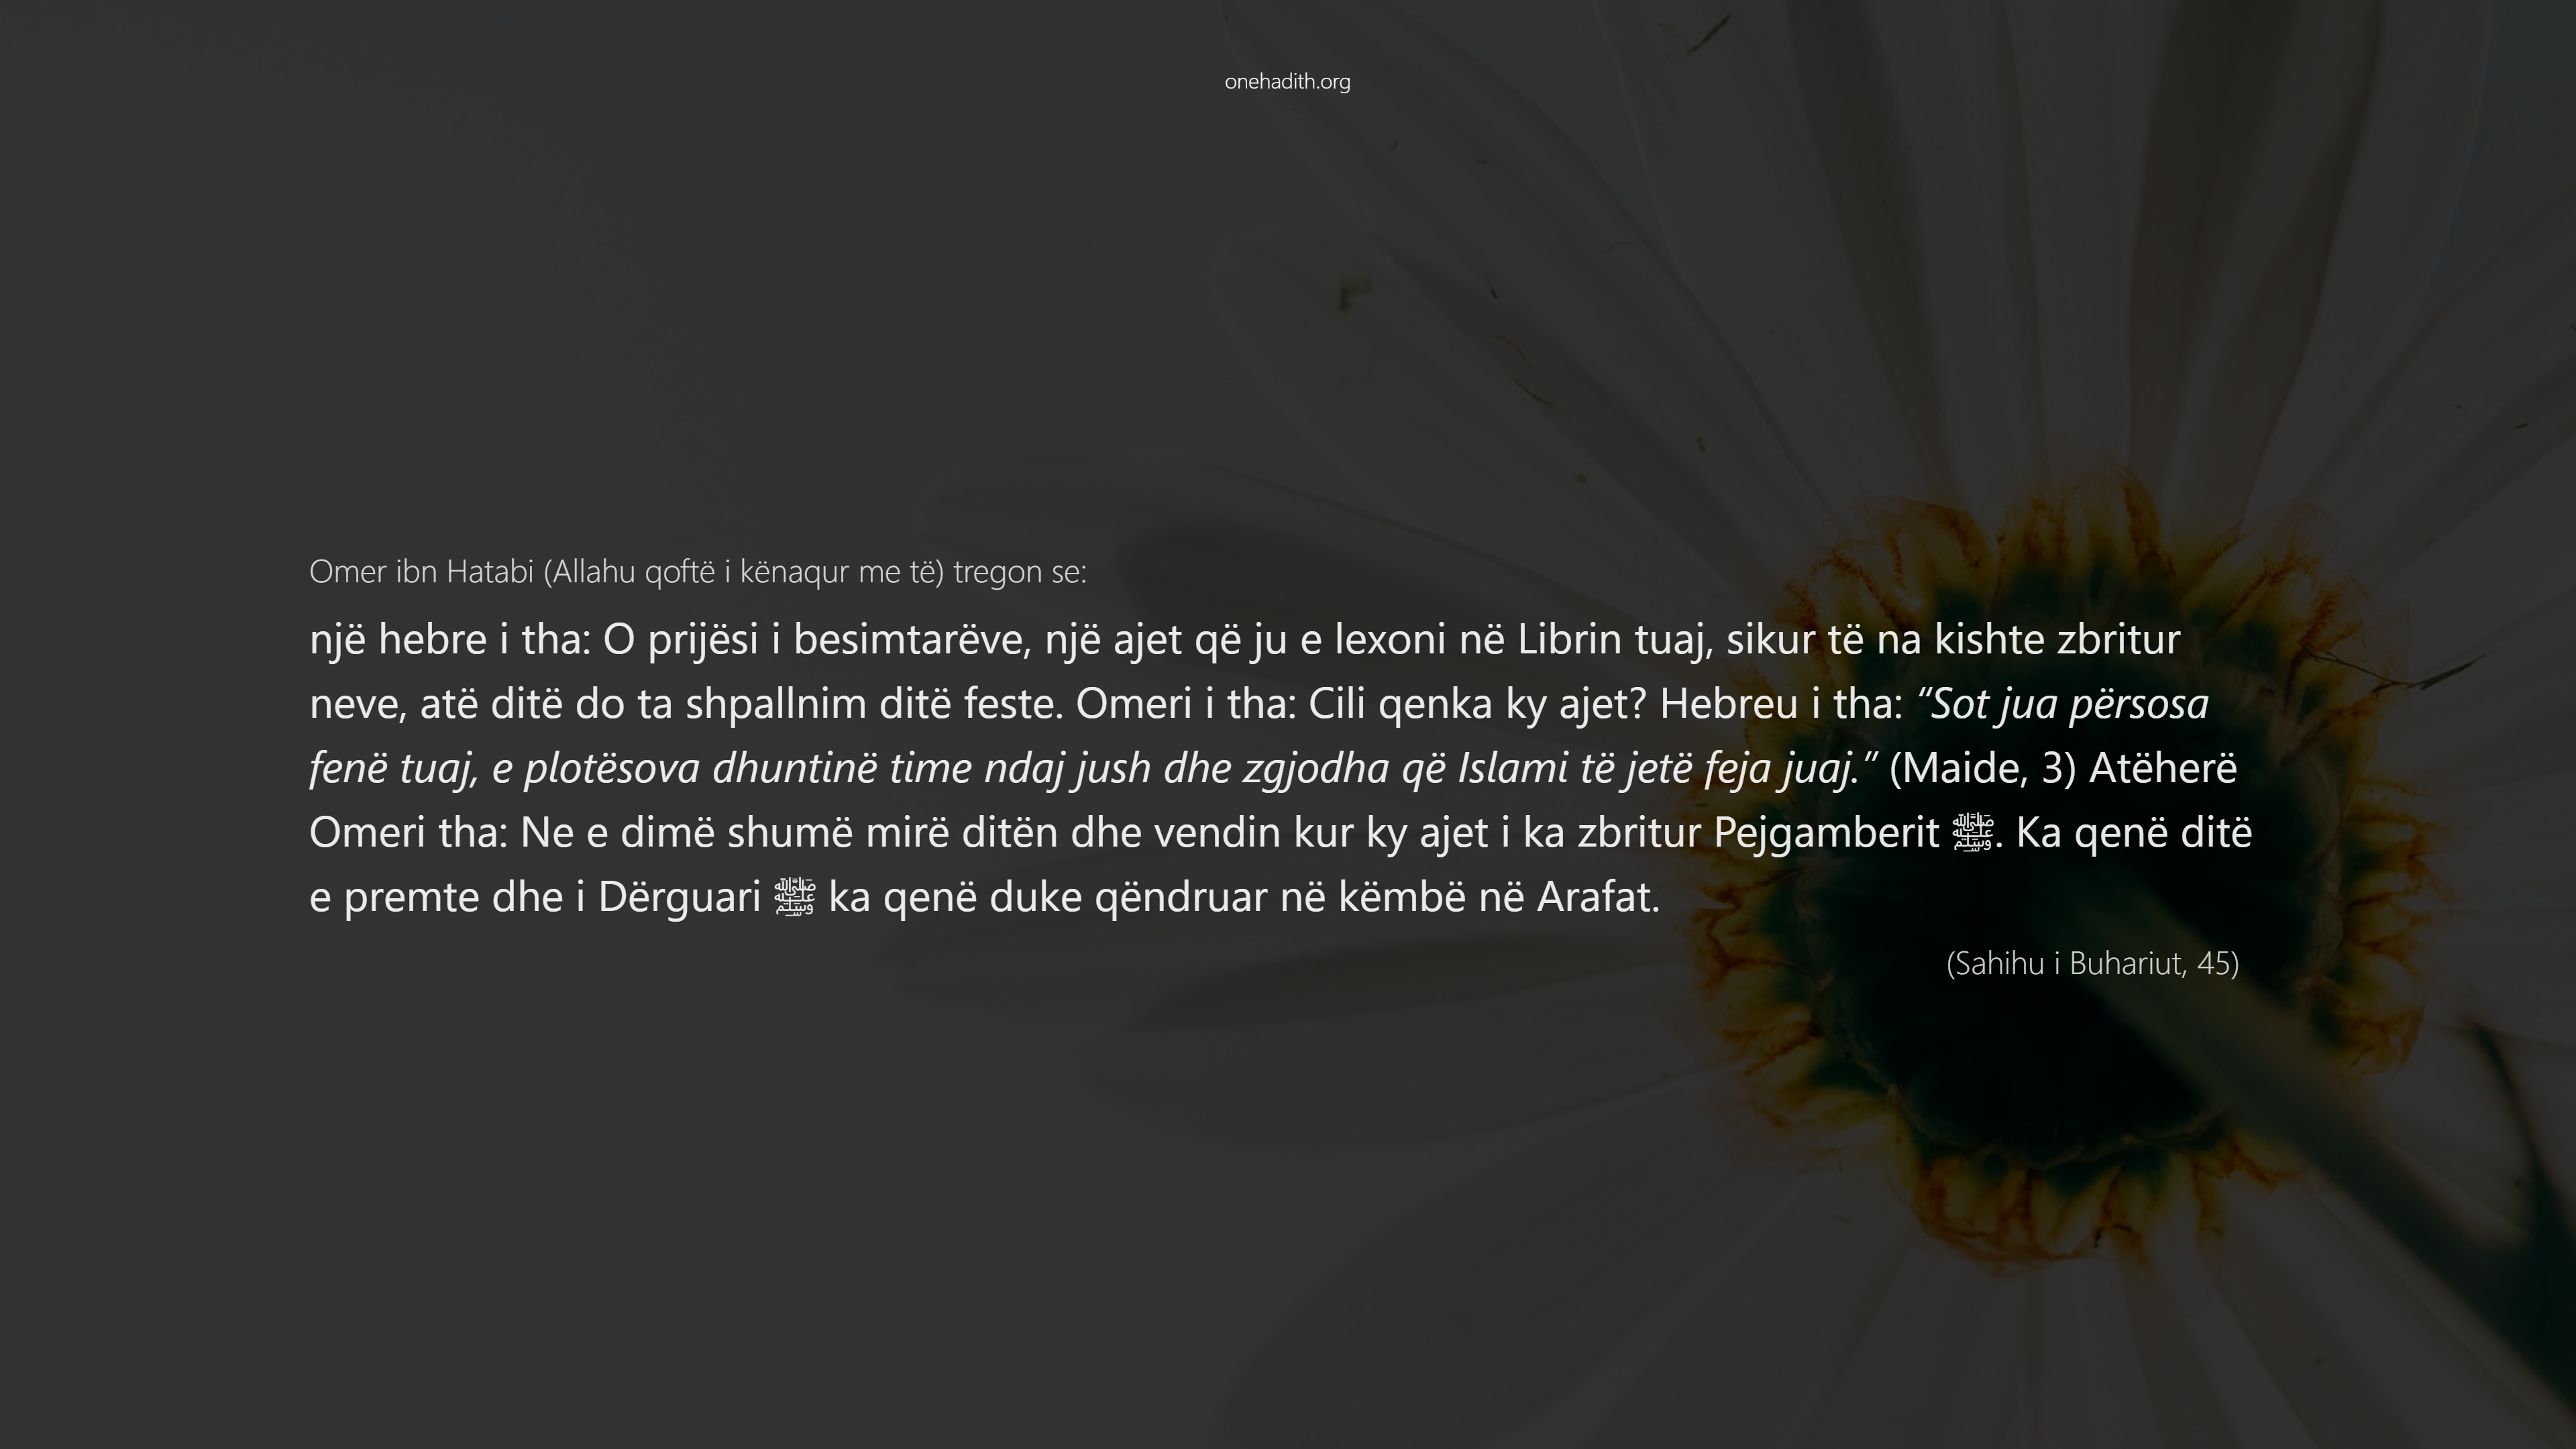 onehadith.org
Omer ibn Hatabi (Allahu qoftë i kënaqur me të) tregon se:
një hebre i tha: O prijësi i besimtarëve, një ajet që ju e lexoni në Librin tuaj, sikur të na kishte zbritur
neve, atë ditë do ta shpallnim ditë feste. Omeri i tha: Cili qenka ky ajet? Hebreu i tha: “Sot jua përsosa
fenë tuaj, e plotësova dhuntinë time ndaj jush dhe zgjodha që Islami të jetë feja juaj.” (Maide, 3) Atëherë
Omeri tha: Ne e dimë shumë mirë ditën dhe vendin kur ky ajet i ka zbritur Pejgamberit ﷺ. Ka qenë ditë
e premte dhe i Dërguari ﷺ ka qenë duke qëndruar në këmbë në Arafat.
(Sahihu i Buhariut, 45)